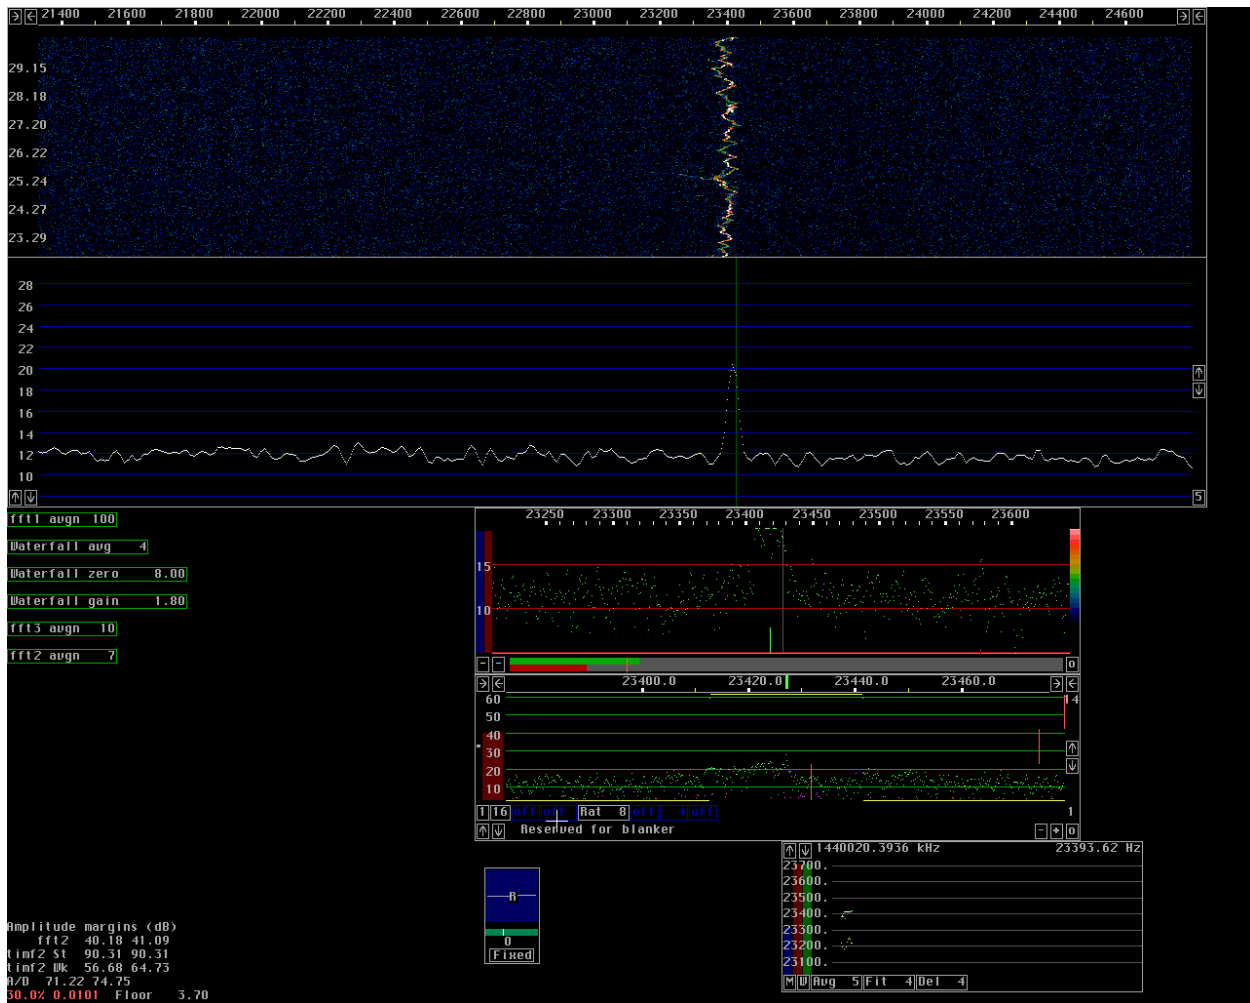 21400 21600 21800 22000 22200 22400 22600 22800 23000 23200 23400 23600 23800 24000 24200 24400 24600
29.15
28.18
27.20
26.22
25.24
24.27
23.29
28
26
24
22
20
18
16
14
12
10
5
fft1 avgn 100
Waterfall avg 4
Waterfall zero 8.00
Waterfall gain 1.80
fft3 avgn 10
fft2 avgn 7
23250 23300 23350 23400 23450 23500 23550 23600
15
10
- - 0
23400.0 23420.0 23440.0 23460.0
60 14
50
40
30
20
10
1 16 off off Rat 8 off 4 off 1
Reserved for blanker - + o
1440020.3936 kHz 23393.62 Hz
23700.
23600.
23500.
23400.
23300.
23200.
23100.
M W Avg 5 Fit 4 Del 4
R
0
Fixed
Amplitude margins (dB)
fft2 40.18 41.09
timf2 St 90.31 90.31
timf2 Wk 56.68 64.73
A/D 71.22 74.75
30.0% 0.0101 Floor 3.70